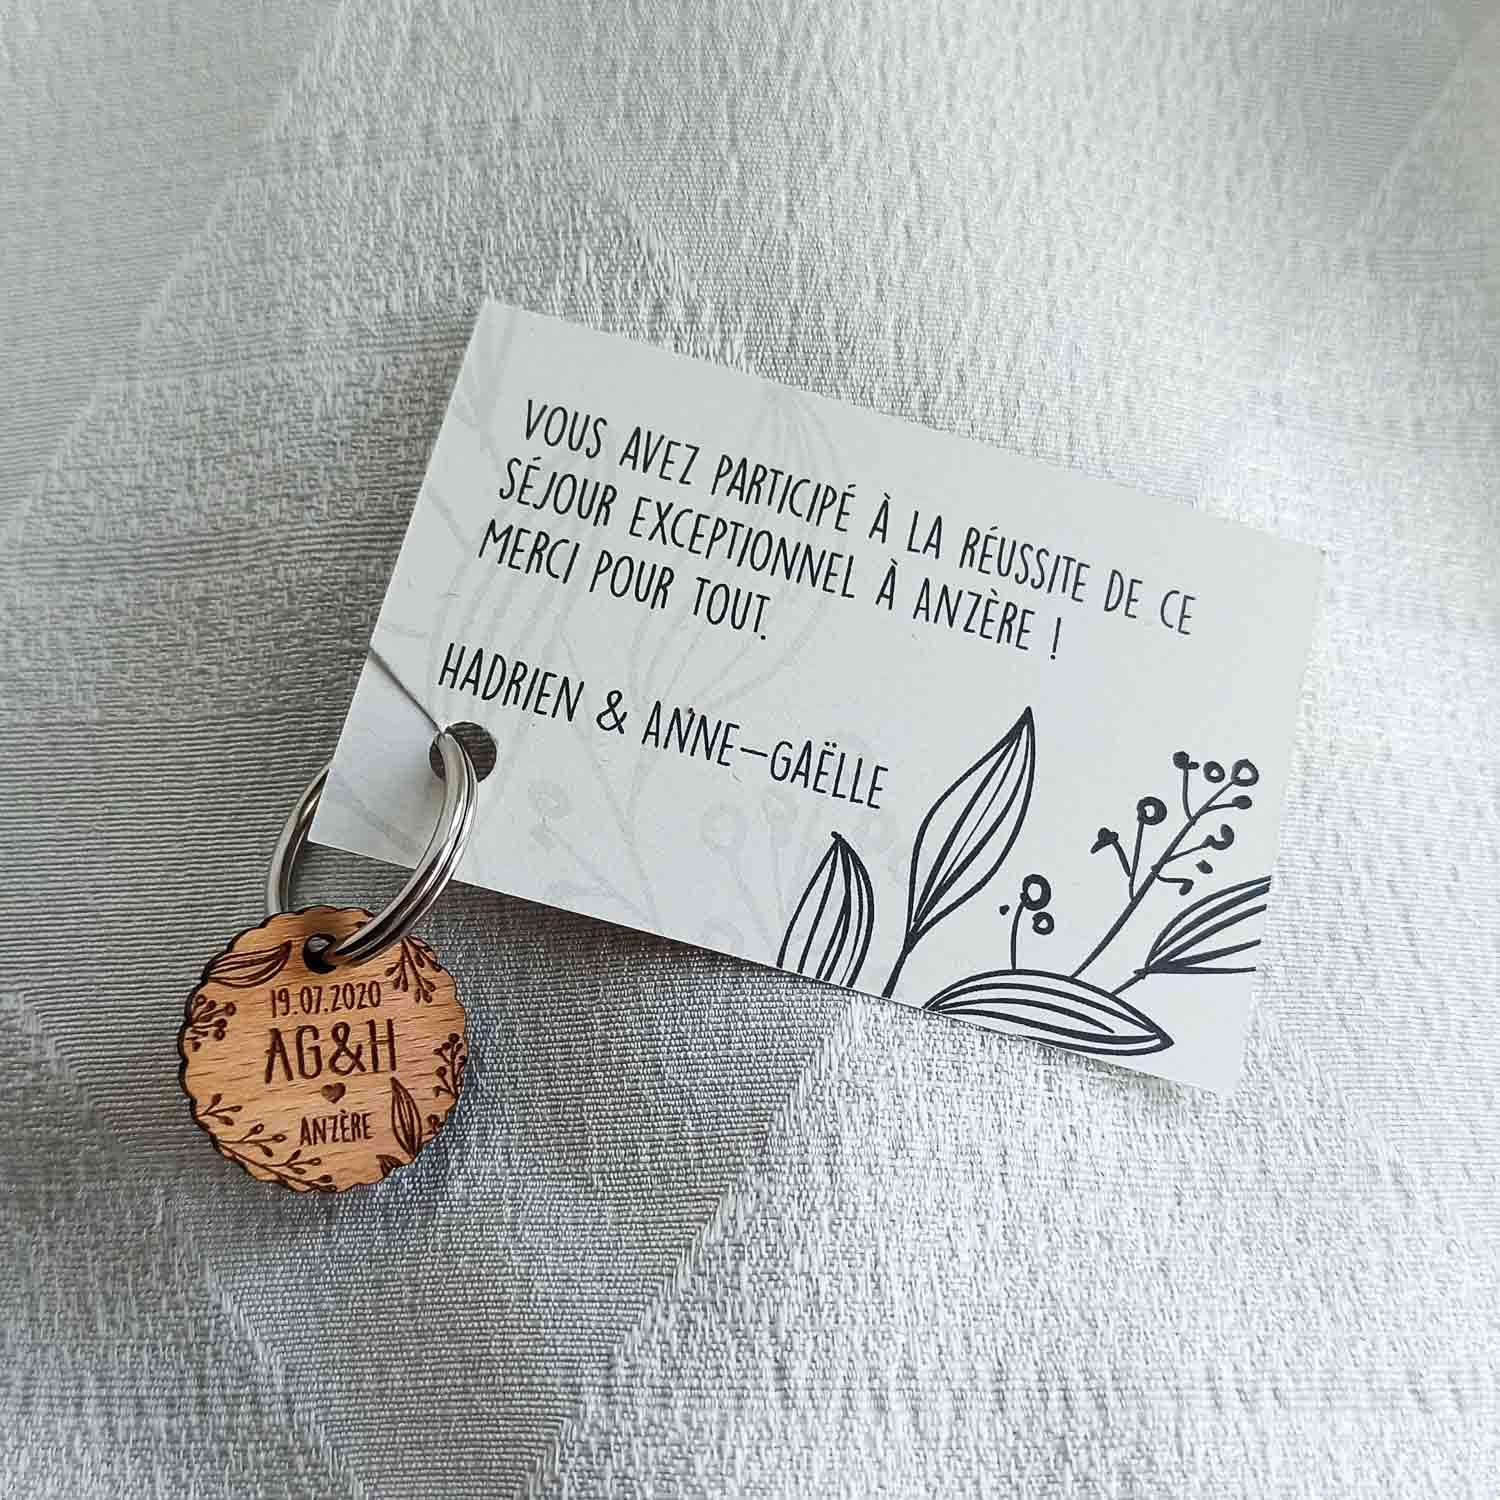 VOUS AVEZ PARTICIPÉ À LA RÉUSSITE DE CE
SÉJOUR EXCEPTIONNEL À ANZÈRE !
MERCI POUR TOUT.
HADRIEN & ANNE-GAËLLE
19.07.2020
AG&H
ANZÈRE